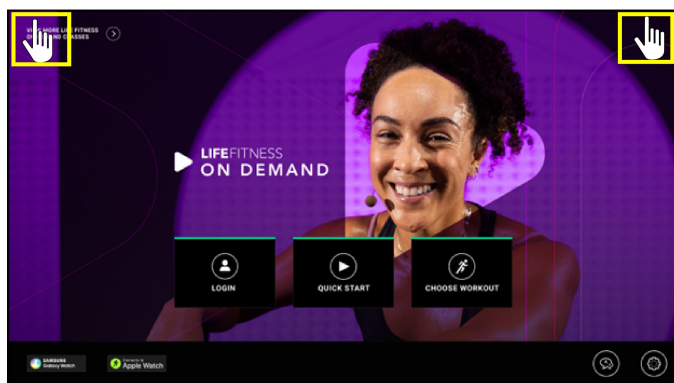 MORE LIFE FITNESS
CLASSES
LIFEFITNESS
ON DEMAND
LOGIN
QUICK START
CHOOSE WORKOUT
SAMSUNG
Galaxy Watch
Apple Watch